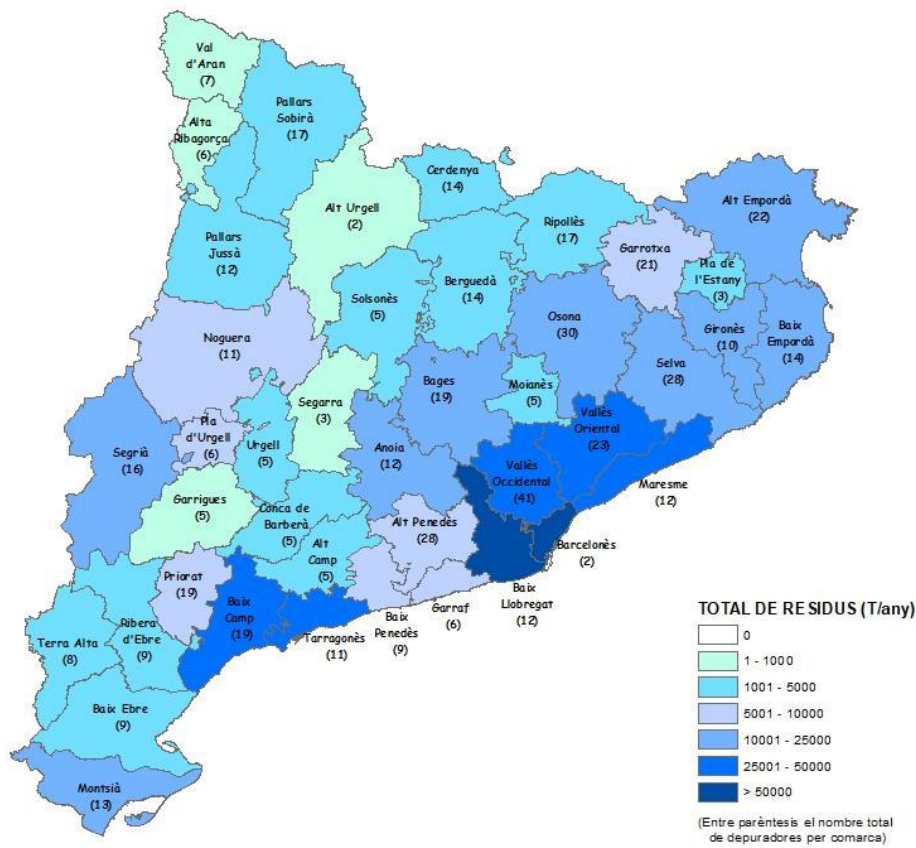 Val
d'Aran
(7)
Alta
Ribagorça
(6)
Pallars
Sobirà
(17)
Alt Urgell
(2)
Cerdenya
(14)
Ripollès
(17)
Alt Empordà
(22)
Garrotxa
(21)
Pla de
l'Estany
(3)
Pallars
Jussà
(12)
Solsonès
(5)
Berguedà
(14)
Osona
(30)
Gironès
(10)
Baix
Empordà
(14)
Selva
(28)
Noguera
(11)
Bages
(19)
Moianès
(5)
Segarra
(3)
Segrià
(16)
Pla
d'Urgell
(6)
Urgell
(5)
Anoia
(12)
Vallès
Oriental
(23)
Vallès
Occidental
(41)
Maresme
(12)
Garrigues
(5)
Conca de
Barberà
(5)
Alt
Camp
(5)
Alt Penedès
(28)
Barcelonès
(2)
Baix
Llobregat
(12)
Garraf
(6)
Baix
Penedès
(9)
Priorat
(19)
Baix
Camp
(19)
Tarragonès
(11)
Terra Alta
(8)
Ribera
d'Ebre
(9)
Baix Ebre
(9)
Montsià
(13)
TOTAL DE RESIDUS (T/any)
0
1 - 1000
1001 - 5000
5001 - 10000
10001 - 25000
25001 - 50000
> 50000
(Entre parèntesis el nombre total
de depuradores per comarca)